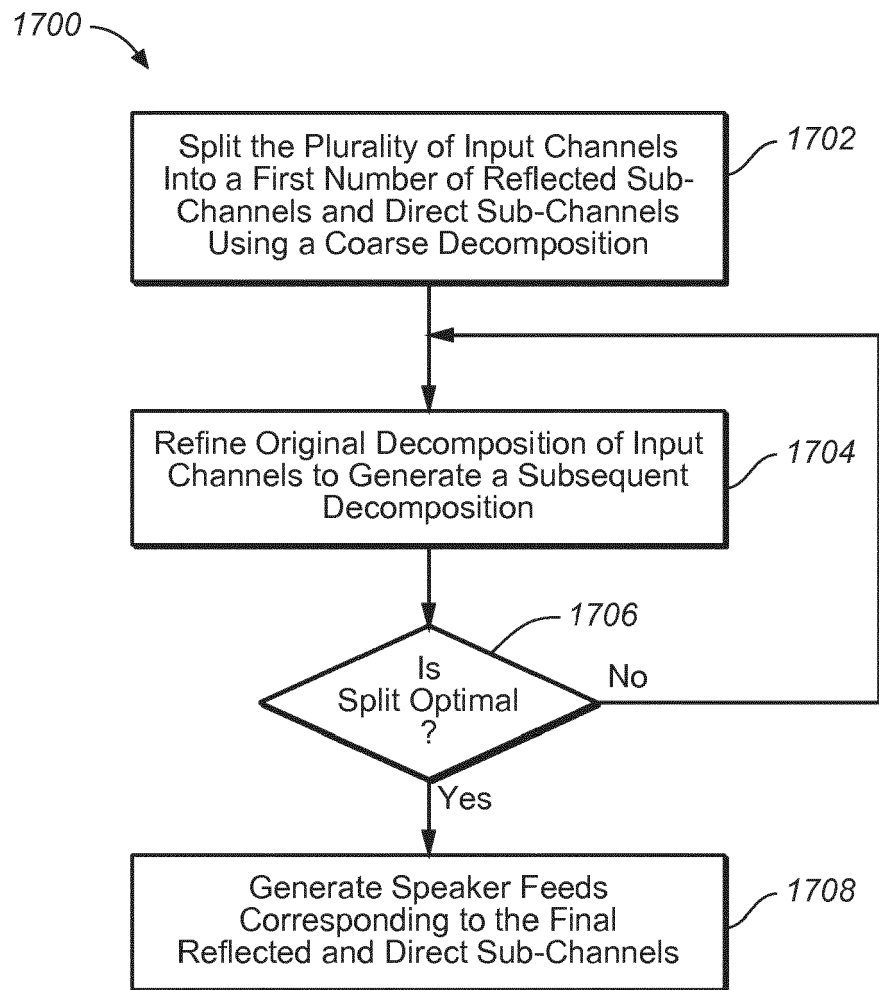 1700
Split the Plurality of Input Channels
Into a First Number of Reflected Sub-
Channels and Direct Sub-Channels
Using a Coarse Decomposition
1702
Refine Original Decomposition of Input
Channels to Generate a Subsequent
Decomposition
1704
1706
Is
Split Optimal
?
No
Yes
Generate Speaker Feeds
Corresponding to the Final
Reflected and Direct Sub-Channels
1708